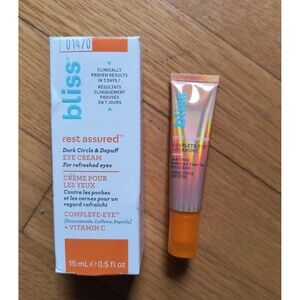 01470
bliss
CLINICALLY
PROVEN RESULTS
IN 7 DAYS /
RÉSULTATS
CLINIQUEMENT
PROUVÉS
EN 7 JOURS
rest assured™
Dark Circle & Depuff
EYE CREAM
For refreshed eyes
CRÈME POUR
LES YEUX
Contre les poches
et les cernes pour un
regard rafraîchi
COMPLETE-EYE™
[Niacinamide, Caffeine, Peptide]
+ VITAMIN C
15 mL e 0.5 fl oz
bliss